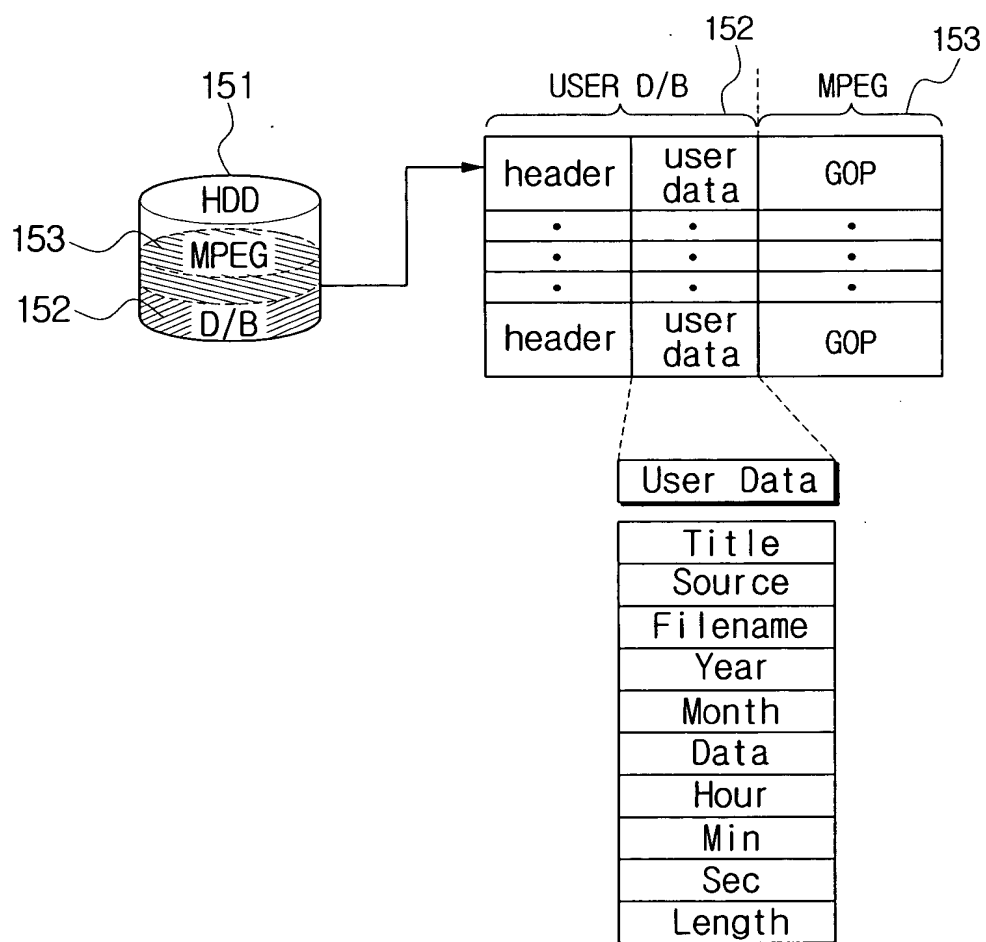 152
153
151
USER D/B
MPEG
HDD
153
MPEG
152
D/B
header
user data
GOP
header
user data
GOP
User Data
Title
Source
Filename
Year
Month
Data
Hour
Min
Sec
Length